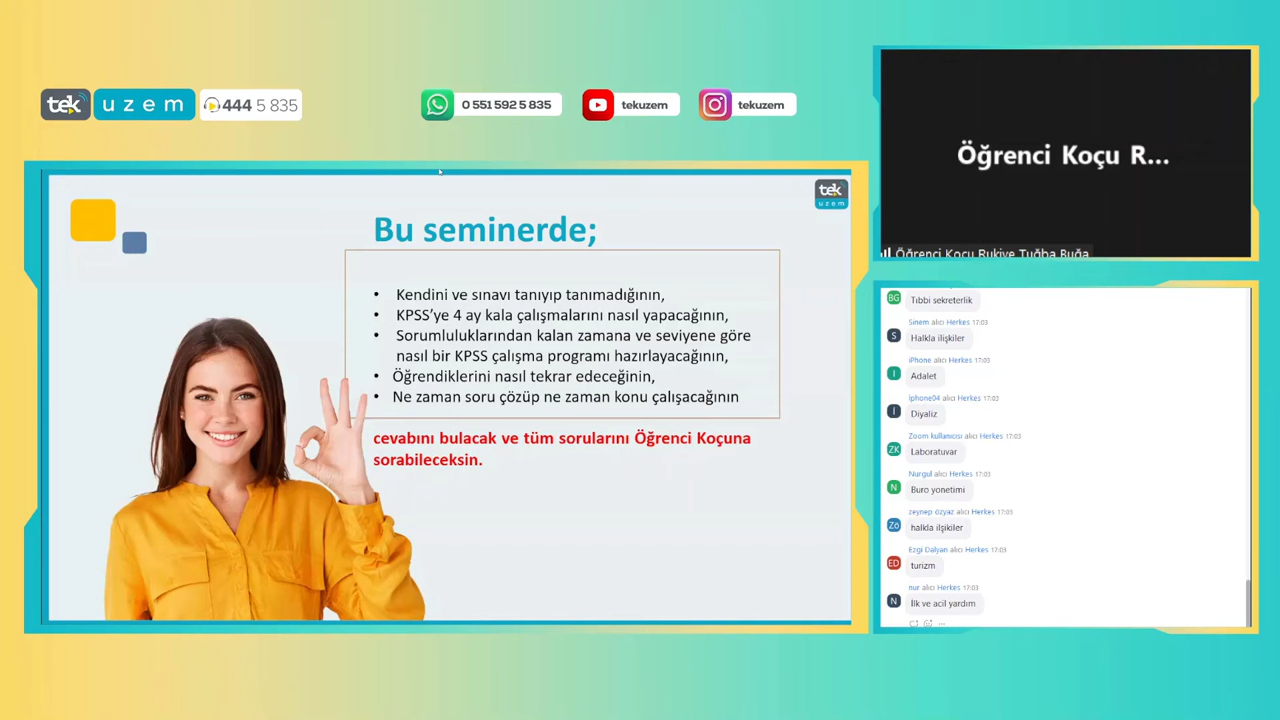 tek uzem 444 5 835
0 551 592 5 835
tekuzem
tekuzem
tek
uzem
Bu seminerde;
• Kendini ve sınavı tanıyıp tanımadığının,
• KPSS’ye 4 ay kala çalışmalarını nasıl yapacağının,
• Sorumluluklarından kalan zamana ve seviyene göre
nasıl bir KPSS çalışma programı hazırlayacağının,
• Öğrendiklerini nasıl tekrar edeceğinin,
• Ne zaman soru çözüp ne zaman konu çalışacağının
cevabını bulacak ve tüm sorularını Öğrenci Koçuna
sorabileceksin.
Öğrenci Koçu R...
Öğrenci Koçu Rukiye Tuğba Buğa
BG
Tıbbi sekreterlik
Sinem alıcı Herkes 17:03
S
Halkla ilişkiler
iPhone alıcı Herkes 17:03
I
Adalet
İphone04 alıcı Herkes 17:03
I
Diyaliz
Zoom kullanıcısı alıcı Herkes 17:03
ZK
Laboratuvar
Nurgul alıcı Herkes 17:03
N
Buro yonetimi
zeynep özyaz alıcı Herkes 17:03
Zö
halkla ilşikiler
Ezgi Dalyan alıcı Herkes 17:03
ED
turizm
nur alıcı Herkes 17:03
N
İlk ve acil yardım